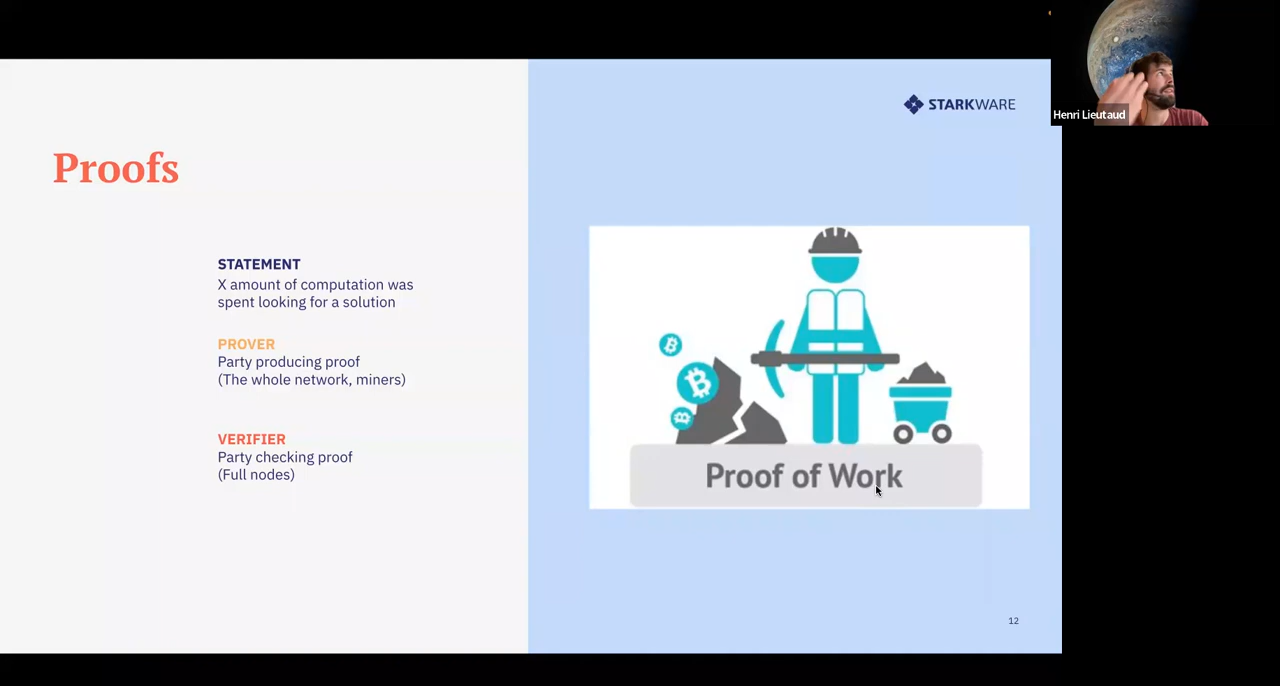 STARKWARE
Henri Lieutaud
Proofs
STATEMENT
X amount of computation was
spent looking for a solution
PROVER
Party producing proof
(The whole network, miners)
VERIFIER
Party checking proof
(Full nodes)
Proof of Work
12